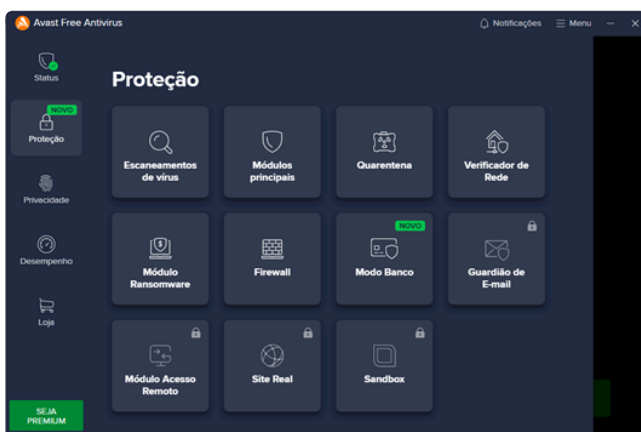 Avast Free Antivirus
Notificações
Menu
Status
NOVO
Proteção
Privacidade
Desempenho
Loja
SEJA
PREMIUM
Proteção
Escaneamentos
de vírus
Módulos
principais
Quarentena
Verificador de
Rede
Módulo
Ransomware
Firewall
NOVO
Modo Banco
Guardião de
E-mail
Módulo Acesso
Remoto
Site Real
Sandbox